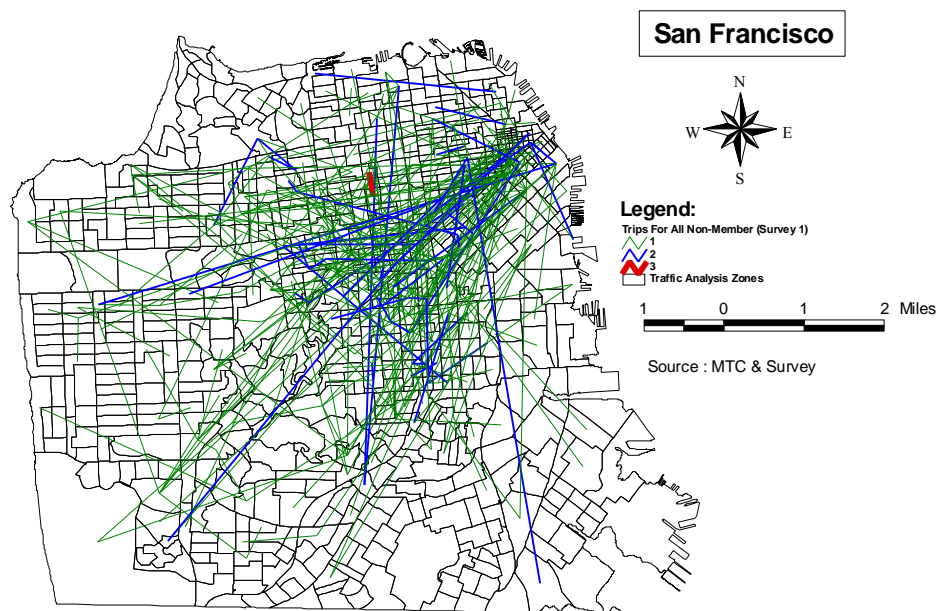 San Francisco
N
W E
S
Legend:
Trips For All Non-Member (Survey 1)
1
2
3
Traffic Analysis Zones
1 0 1 2 Miles
Source : MTC & Survey